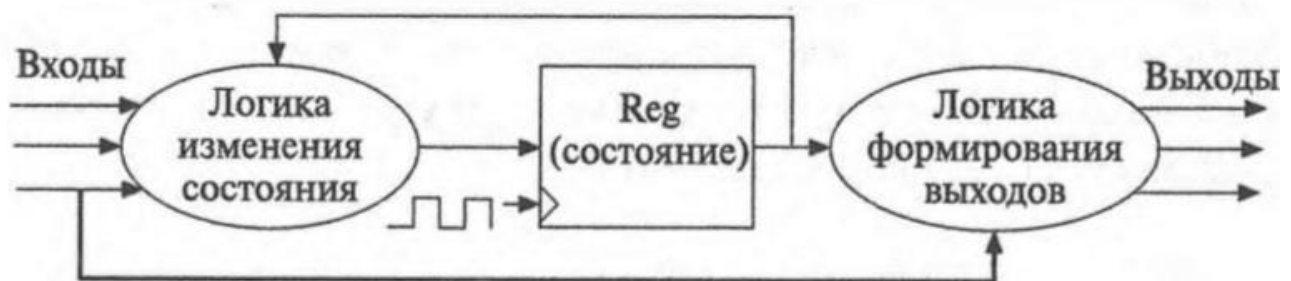 Входы
Логика
изменения
состояния
Reg
(состояние)
Логика
формирования
выходов
Выходы